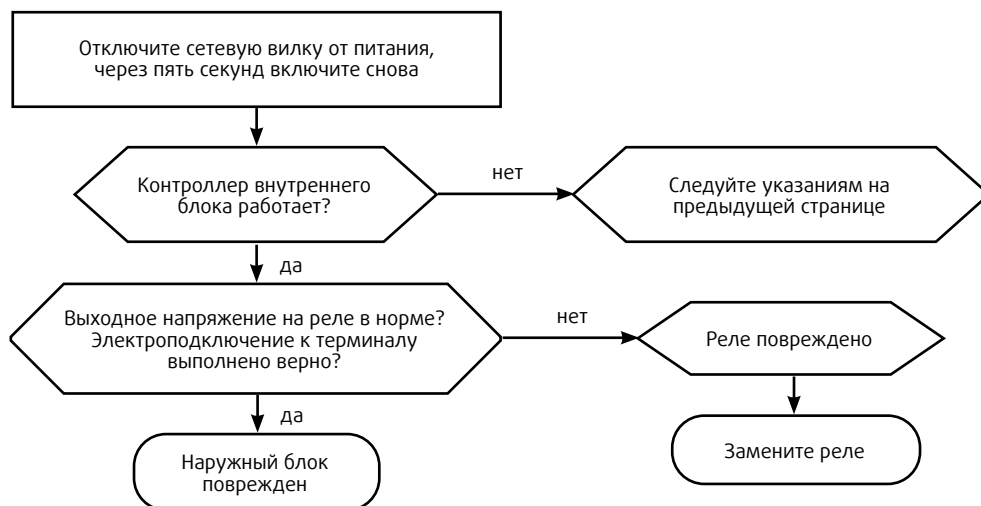 Отключите сетевую вилку от питания,
через пять секунд включите снова
Контроллер внутреннего
блока работает?
нет
Следуйте указаниям на
предыдущей странице
да
Выходное напряжение на реле в норме?
Электроподключение к терминалу
выполнено верно?
нет
Реле повреждено
да
Наружный блок
поврежден
Замените реле